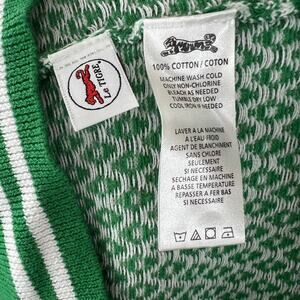 Le TIGRE
100% COTTON / COTON
MACHINE WASH COLD
ONLY NON-CHLORINE
BLEACH AS NEEDED
TUMBLE DRY LOW
COOL IRON IF NEEDED
LAVER A LA MACHINE
A L'EAU FROID
AGENT DE BLANCHIMENT
SANS CHLORE
SEULEMENT
SI NECESSAIRE
SECHAGE EN MACHINE
A BASSE TEMPERATURE
REPASSER A FER BAS
SI NECESSAIRE